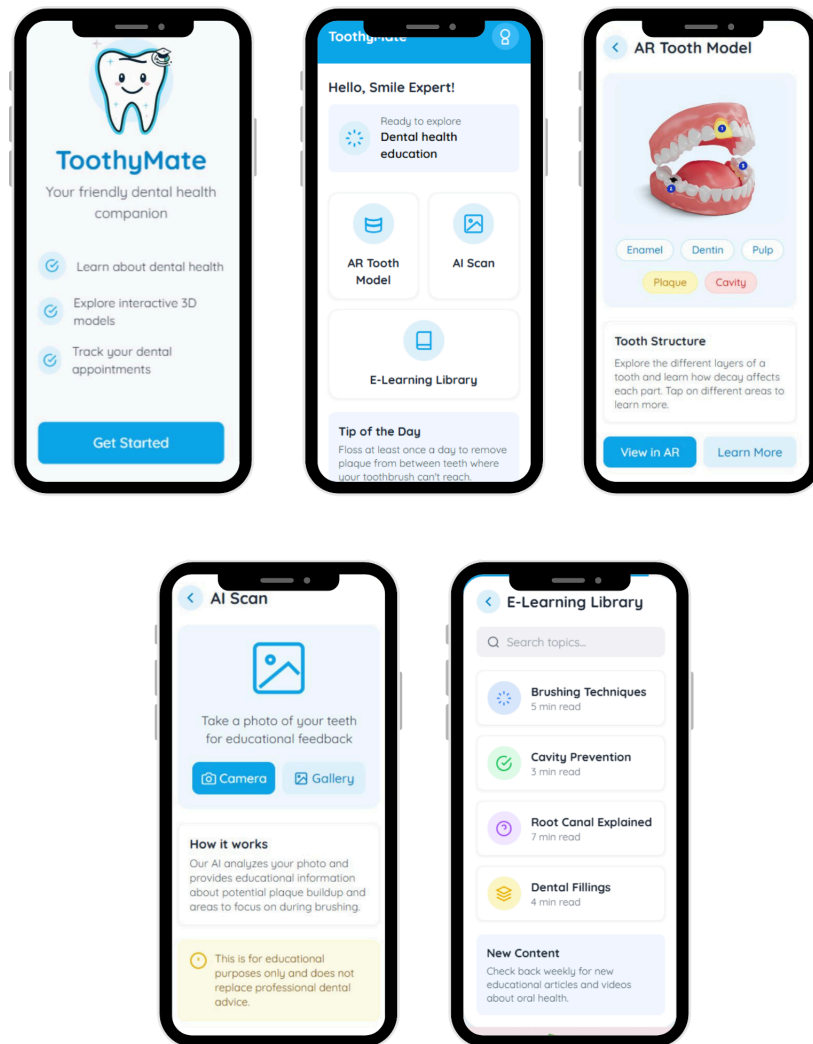 ToothyMate
Your friendly dental health
companion
Learn about dental health
Explore interactive 3D
models
Track your dental
appointments
Get Started
ToothyMate
Hello, Smile Expert!
Ready to explore
Dental health
education
AR Tooth
Model
AI Scan
E-Learning Library
Tip of the Day
Floss at least once a day to remove
plaque from between teeth where
your toothbrush can't reach.
AR Tooth Model
Enamel
Dentin
Pulp
Plaque
Cavity
Tooth Structure
Explore the different layers of a
tooth and learn how decay affects
each part. Tap on different areas to
learn more.
View in AR
Learn More
AI Scan
Take a photo of your teeth
for educational feedback
Camera
Gallery
How it works
Our AI analyzes your photo and
provides educational information
about potential plaque buildup and
areas to focus on during brushing.
This is for educational
purposes only and does not
replace professional dental
advice.
E-Learning Library
Search topics...
Brushing Techniques
5 min read
Cavity Prevention
3 min read
Root Canal Explained
7 min read
Dental Fillings
4 min read
New Content
Check back weekly for new
educational articles and videos
about oral health.